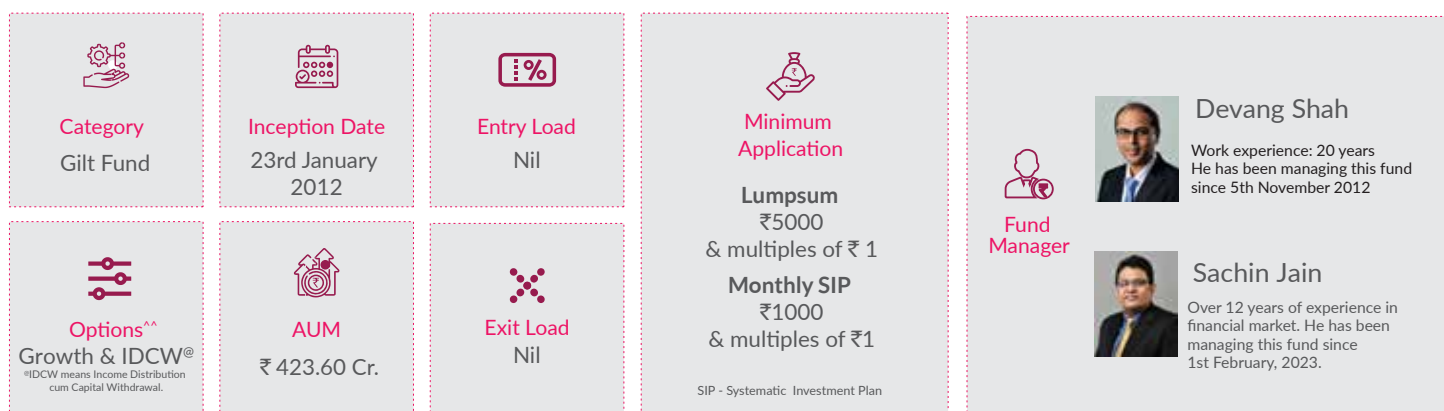 Category
Gilt Fund
Inception Date
23rd January
2012
Entry Load
Nil
Options^^
Growth & IDCW@
@IDCW means Income Distribution
cum Capital Withdrawal.
AUM
₹ 423.60 Cr.
Exit Load
Nil
Minimum
Application
Lumpsum
₹5000
& multiples of ₹ 1
Monthly SIP
₹1000
& multiples of ₹1
SIP - Systematic Investment Plan
Fund
Manager
Devang Shah
Work experience: 20 years
He has been managing this fund
since 5th November 2012
Sachin Jain
Over 12 years of experience in
financial market. He has been
managing this fund since
1st February, 2023.